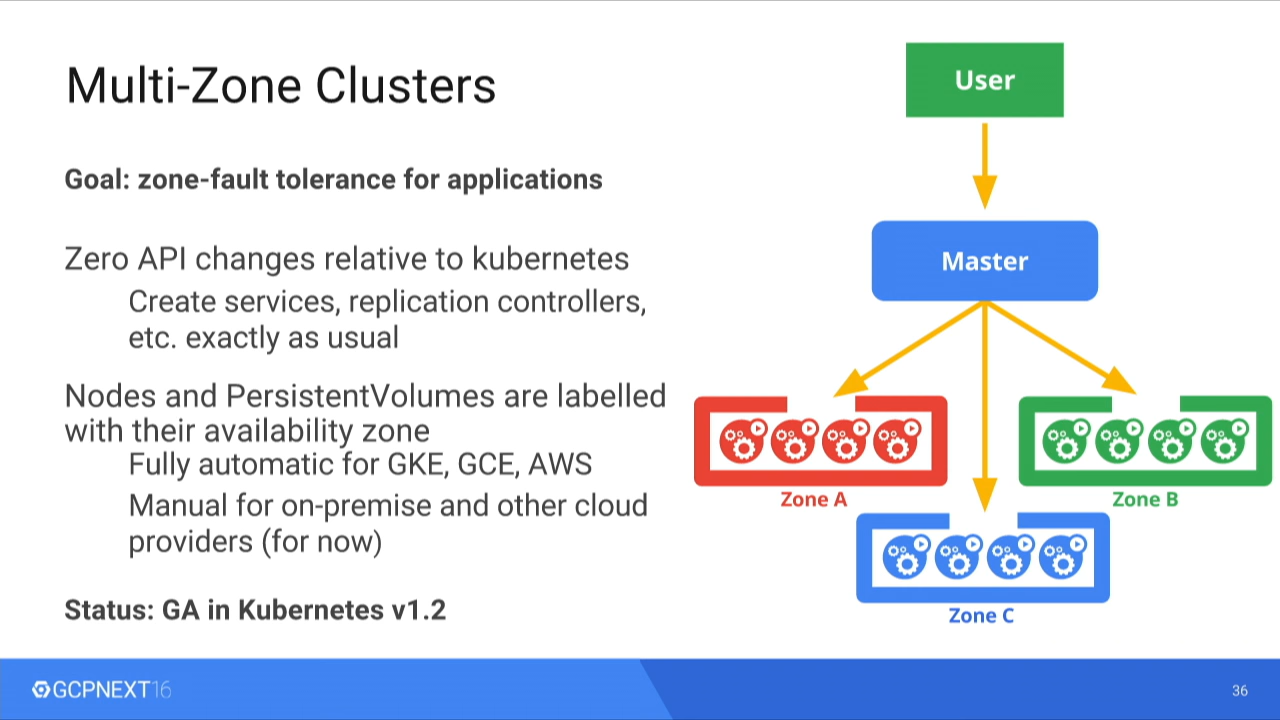 Multi-Zone Clusters
Goal: zone-fault tolerance for applications
Zero API changes relative to kubernetes
Create services, replication controllers,
etc. exactly as usual
Nodes and PersistentVolumes are labelled
with their availability zone
Fully automatic for GKE, GCE, AWS
Manual for on-premise and other cloud
providers (for now)
Status: GA in Kubernetes v1.2
User
Master
Zone A
Zone B
Zone C
GCPNEXT16
36